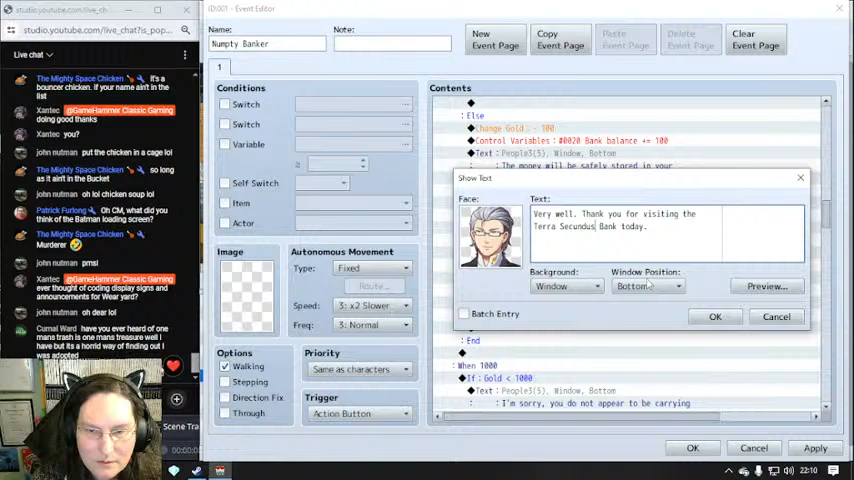 studio.youtube.com/live_ch
studio.youtube.com/live_chat?is_pop...
Live chat
The Mighty Space Chicken It's a
bouncer chicken. if your name ain't in the
list
Xantec @GameHammer Classic Gaming
doing good thanks
Xantec you?
john nutman put the chicken in a cage lol
The Mighty Space Chicken so long
as it ain't in the Bucket
john nutman oh lol chicken soup lol
Patrick Furlong Oh CM, what did you
think of the Batman loading screen?
The Mighty Space Chicken
Murderer
john nutman pmsl
Xantec @GameHammer Classic Gaming
ever thought of coding display signs and
announcements for Wear yard?
john nutman oh dear lol
Curnal Ward have you ever heard of one
mans trash is one mans treasure well I
have but its a horrid way of finding out I
was adopted
Scene Tra
ID:001 - Event Editor
Name:
Note:
Numpty Banker
New
Event Page
Copy
Event Page
Paste
Event Page
Delete
Event Page
Clear
Event Page
1
Conditions
Switch
Switch
Variable
≥
Self Switch
Item
Actor
Image
Autonomous Movement
Type:
Fixed
Route...
Speed:
3: x2 Slower
Freq:
3: Normal
Options
Walking
Stepping
Direction Fix
Through
Priority
Same as characters
Trigger
Action Button
Contents
◆
: Else
◆Change Gold : - 100
◆Control Variables : #0020 Bank balance += 100
◆Text : People3(5), Window, Bottom
: The money will be safely stored in your
Show Text
Face:
Text:
Very well. Thank you for visiting the
Terra Secundus Bank today.
Background:
Window
Window Position:
Bottom
Preview...
Batch Entry
OK
Cancel
: End
◆
: When 1000
◆If : Gold < 1000
◆Text : People3(5), Window, Bottom
: I'm sorry, you do not appear to be carrying
OK
Cancel
Apply
22:10